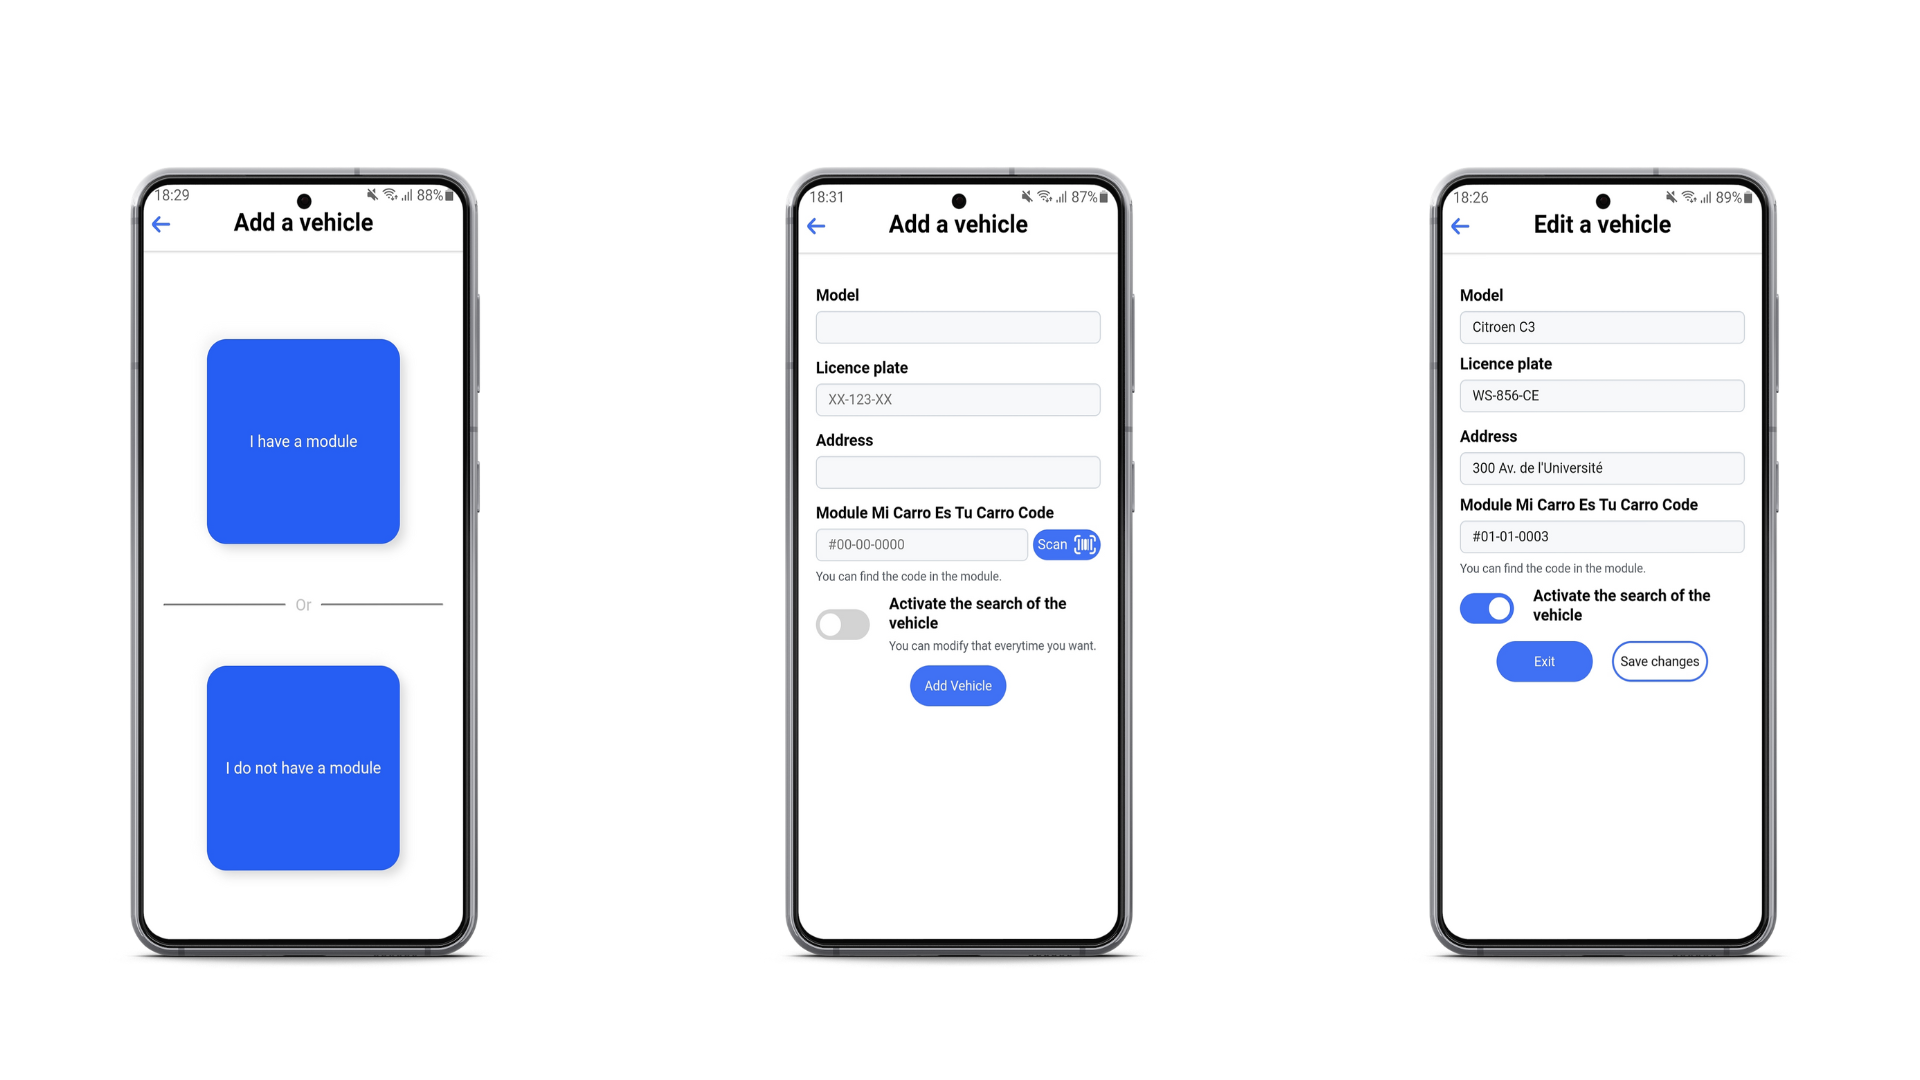 18:29
88%
Add a vehicle
I have a module
Or
I do not have a module
18:31
87%
Add a vehicle
Model
Licence plate
XX-123-XX
Address
Module Mi Carro Es Tu Carro Code
#00-00-0000
Scan
You can find the code in the module.
Activate the search of the
vehicle
You can modify that everytime you want.
Add Vehicle
18:26
89%
Edit a vehicle
Model
Citroen C3
Licence plate
WS-856-CE
Address
300 Av. de l'Université
Module Mi Carro Es Tu Carro Code
#01-01-0003
You can find the code in the module.
Activate the search of the
vehicle
Exit
Save changes